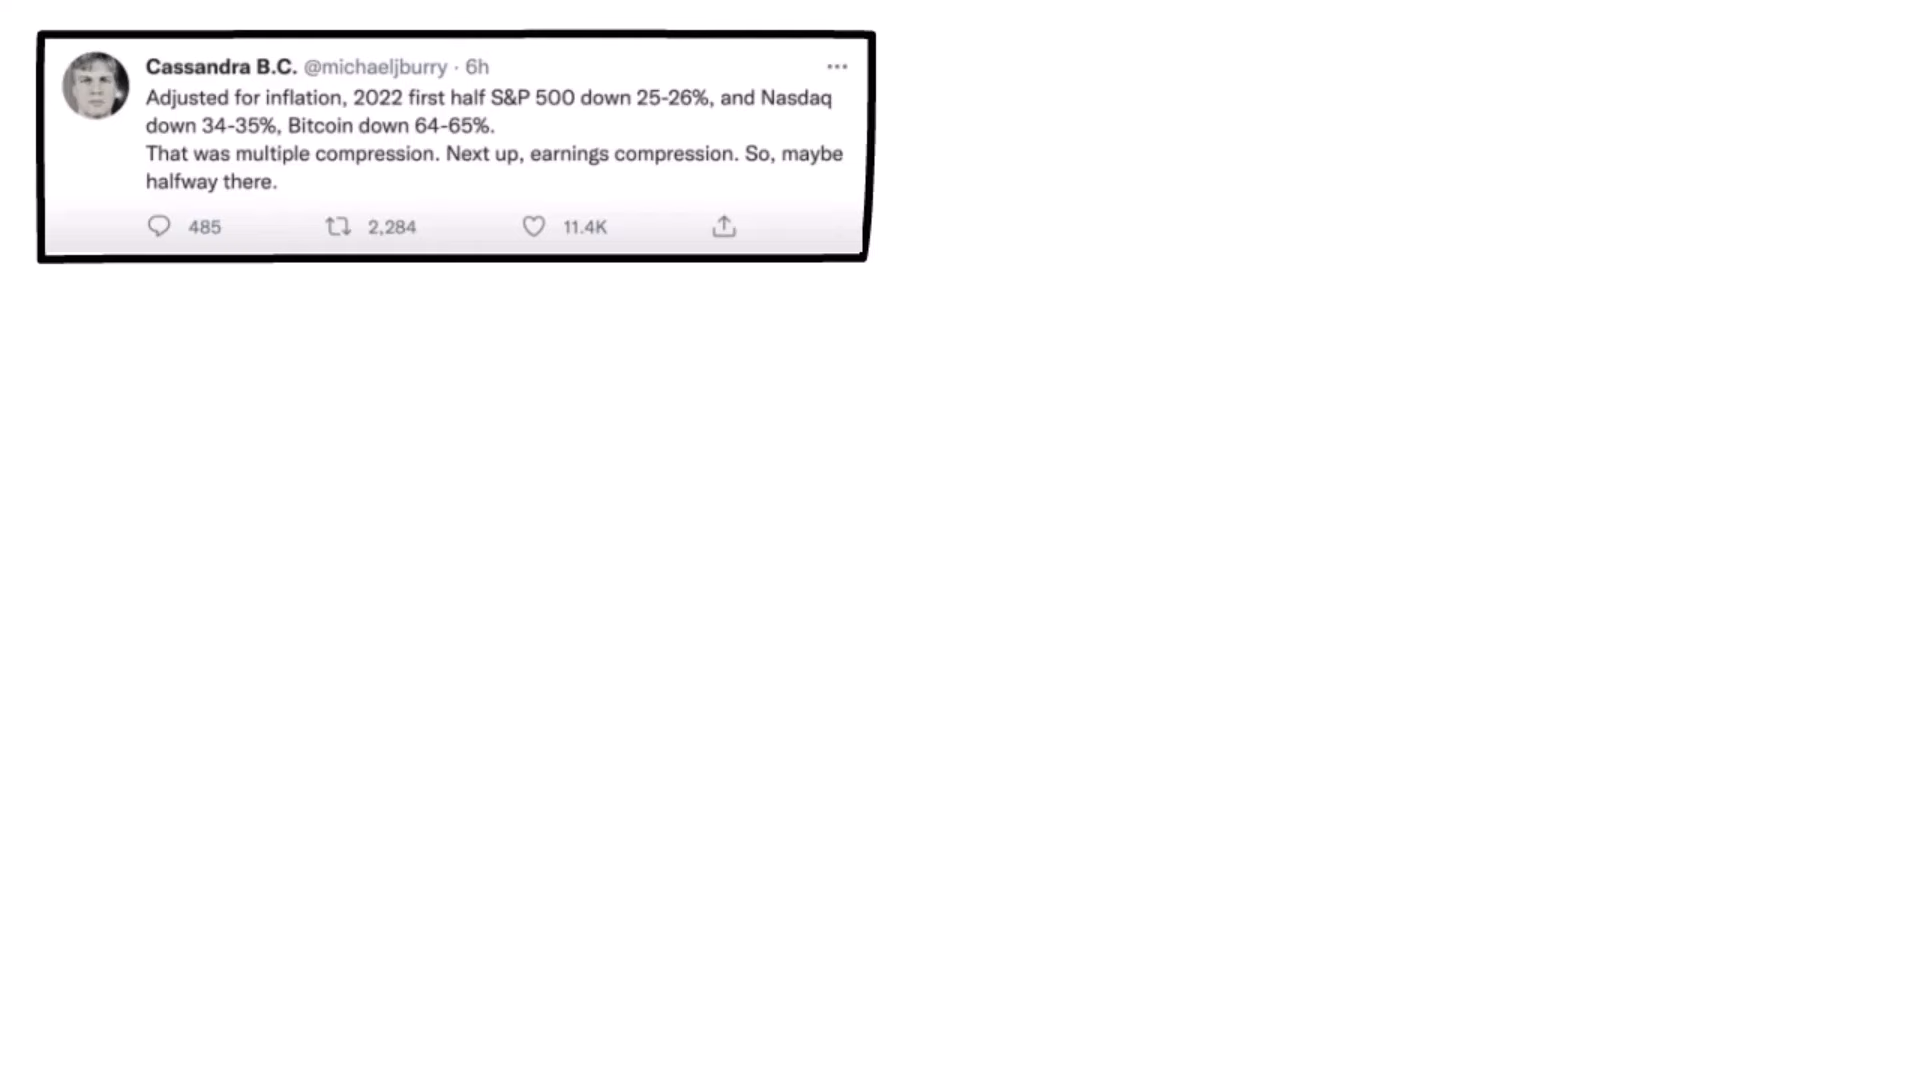 Cassandra B.C. @michaeljburry · 6h
Adjusted for inflation, 2022 first half S&P 500 down 25-26%, and Nasdaq
down 34-35%, Bitcoin down 64-65%.
That was multiple compression. Next up, earnings compression. So, maybe
halfway there.
485 2,284 11.4K